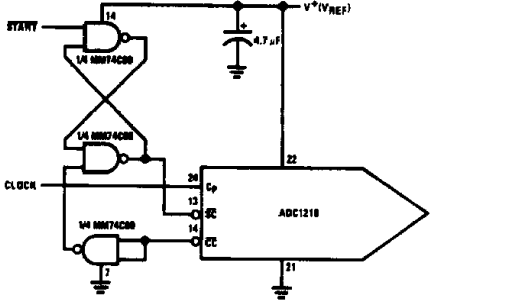 V+(VREF)
14
START
4.7 µF
+
1/4 MM74C00
1/4 MM74C00
22
CLOCK
24 CP
13 SC
ADC1210
1/4 MM74C00
14 CC
7
21